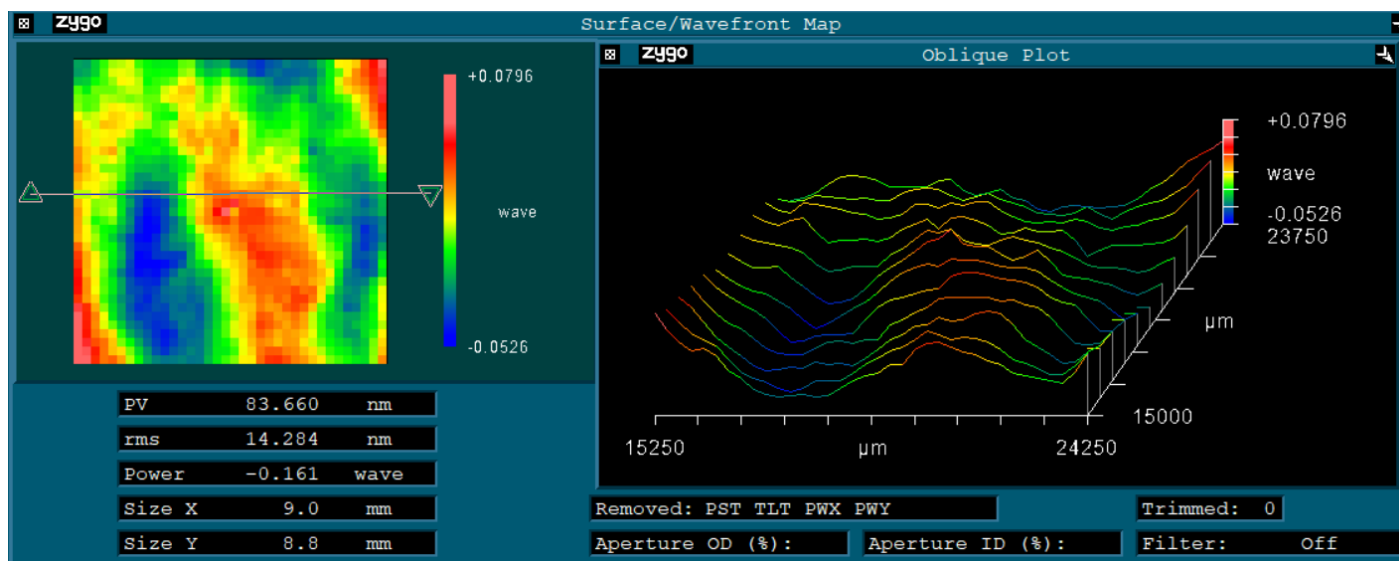 zygo Surface/Wavefront Map
+0.0796
wave
-0.0526
zygo Oblique Plot
+0.0796
wave
-0.0526
23750
µm
15000
15250 µm 24250
PV 83.660 nm
rms 14.284 nm
Power -0.161 wave
Size X 9.0 mm
Size Y 8.8 mm
Removed: PST TLT PWX PWY
Trimmed: 0
Aperture OD (%):
Aperture ID (%):
Filter: Off